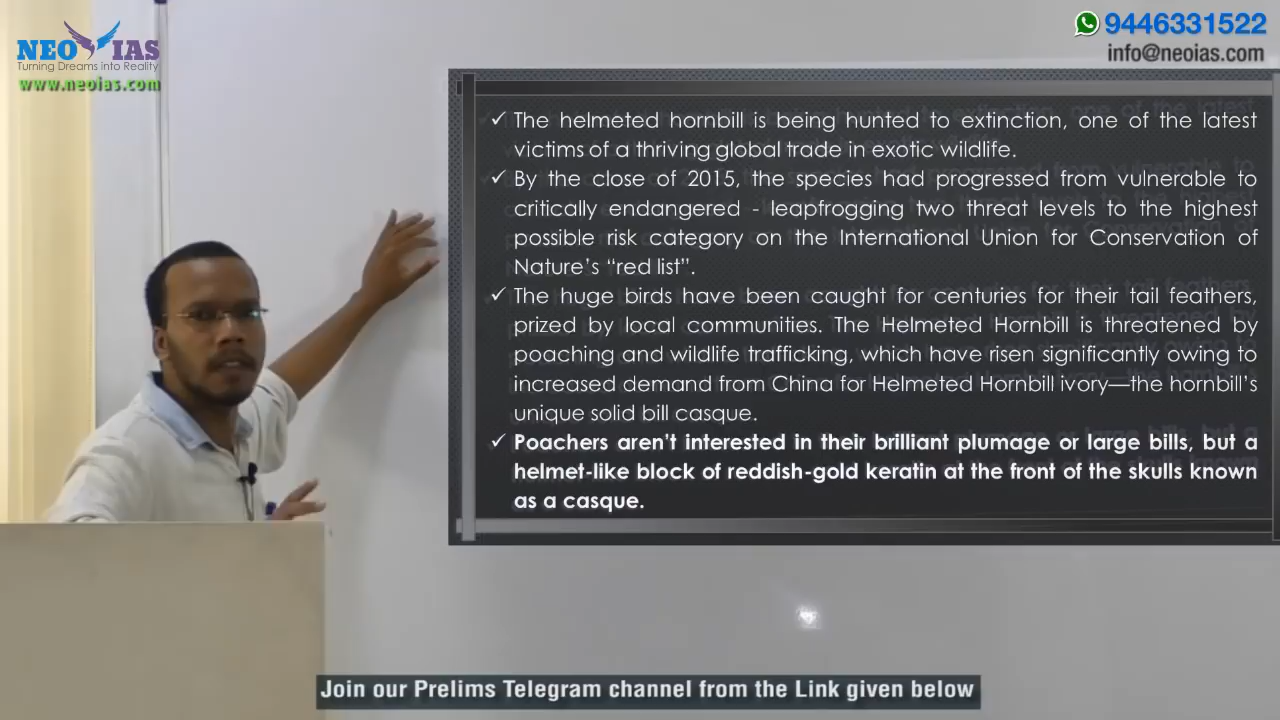 NEO IAS
Turning Dreams into Reality
www.neoias.com
9446331522
info@neoias.com
✓ The helmeted hornbill is being hunted to extinction, one of the latest
victims of a thriving global trade in exotic wildlife.
✓ By the close of 2015, the species had progressed from vulnerable to
critically endangered - leapfrogging two threat levels to the highest
possible risk category on the International Union for Conservation of
Nature's “red list”.
✓ The huge birds have been caught for centuries for their tail feathers,
prized by local communities. The Helmeted Hornbill is threatened by
poaching and wildlife trafficking, which have risen significantly owing to
increased demand from China for Helmeted Hornbill ivory—the hornbill's
unique solid bill casque.
✓ Poachers aren't interested in their brilliant plumage or large bills, but a
helmet-like block of reddish-gold keratin at the front of the skulls known
as a casque.
Join our Prelims Telegram channel from the Link given below